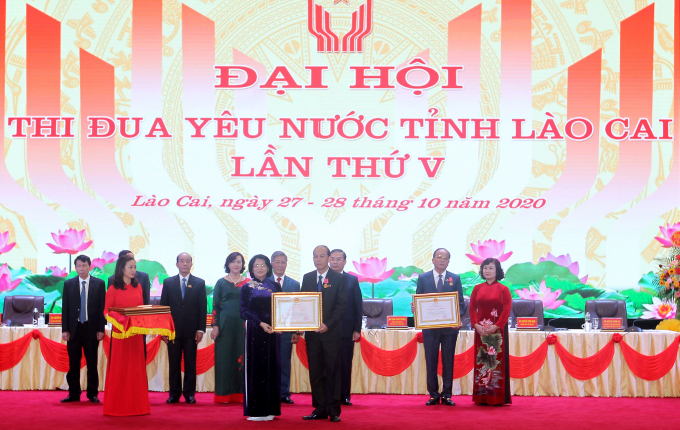 ĐẠI HỘI
THI ĐUA YÊU NƯỚC TỈNH LÀO CAI
LẦN THỨ V
Lào Cai, ngày 27 - 28 tháng 10 năm 2020